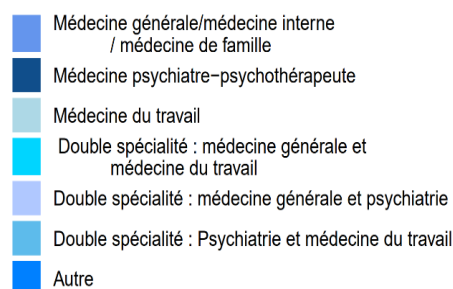 Médecine générale/médecine interne
/ médecine de famille
Médecine psychiatre−psychothérapeute
Médecine du travail
Double spécialité : médecine générale et
médecine du travail
Double spécialité : médecine générale et psychiatrie
Double spécialité : Psychiatrie et médecine du travail
Autre